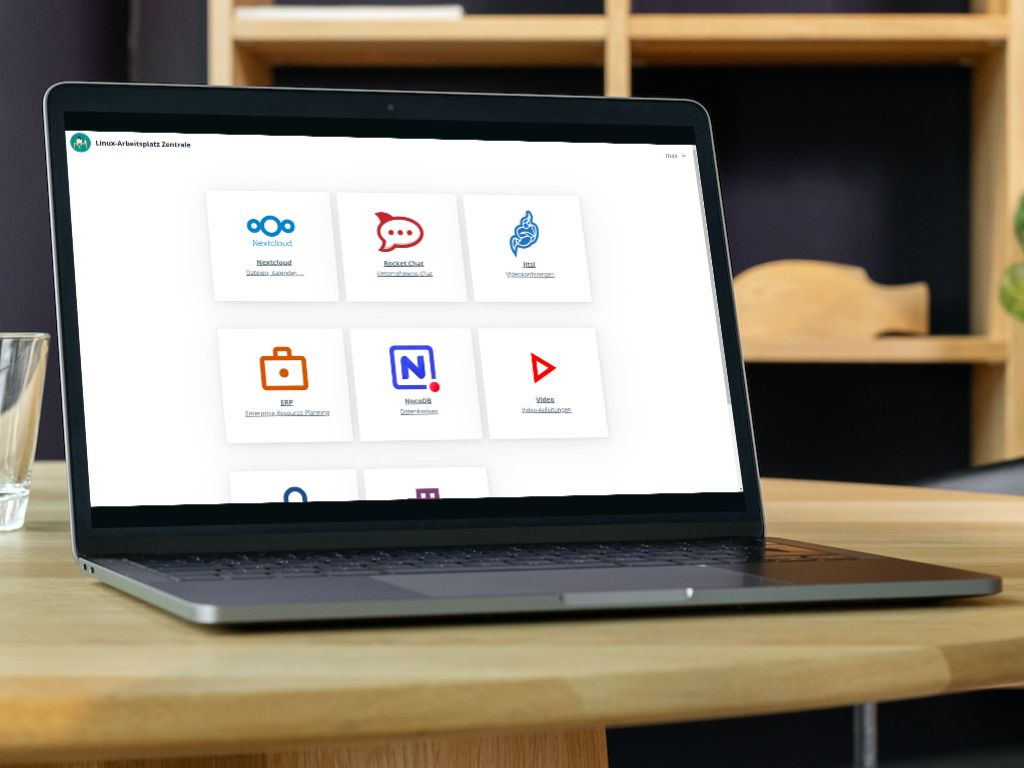 Linux-Arbeitsplatz Zentrale
max
Nextcloud
Nextcloud
Dateien, Kalender,...
Rocket.Chat
Unternehmens-Chat
Jitsi
Videokonferenzen
ERP
Enterprise Resource Planning
N
NocoDB
Datenbanken
Video
Video-Anleitungen